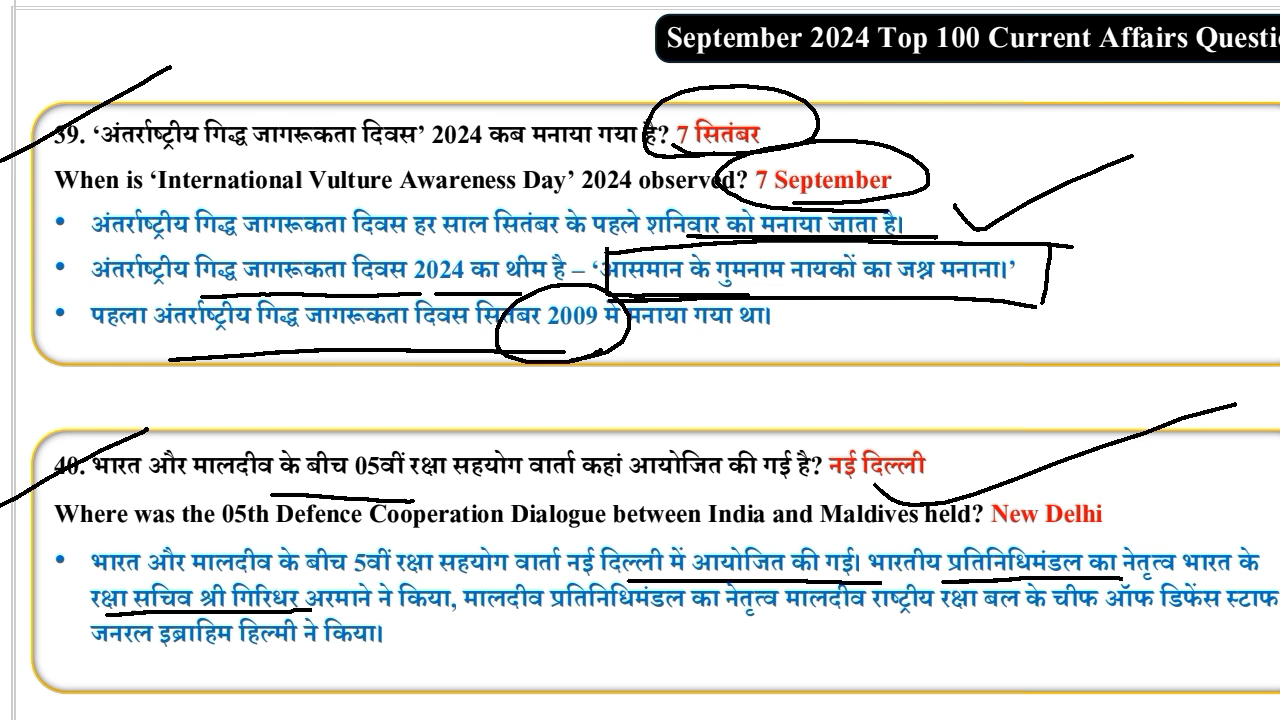 September 2024 Top 100 Current Affairs
39. ‘अंतर्राष्ट्रीय गिद्ध जागरूकता दिवस’ 2024 कब मनाया गया है? 7 सितंबर
When is ‘International Vulture Awareness Day’ 2024 observed? 7 September
• अंतर्राष्ट्रीय गिद्ध जागरूकता दिवस हर साल सितंबर के पहले शनिवार को मनाया जाता है।
• अंतर्राष्ट्रीय गिद्ध जागरूकता दिवस 2024 का थीम है – ‘आसमान के गुमनाम नायकों का जश्न मनाना।’
• पहला अंतर्राष्ट्रीय गिद्ध जागरूकता दिवस सितंबर 2009 में मनाया गया था।
40. भारत और मालदीव के बीच 05वीं रक्षा सहयोग वार्ता कहां आयोजित की गई है? नई दिल्ली
Where was the 05th Defence Cooperation Dialogue between India and Maldives held? New Delhi
• भारत और मालदीव के बीच 5वीं रक्षा सहयोग वार्ता नई दिल्ली में आयोजित की गई। भारतीय प्रतिनिधिमंडल का नेतृत्व भारत के
रक्षा सचिव श्री गिरिधर अरमाने ने किया, मालदीव प्रतिनिधिमंडल का नेतृत्व मालदीव राष्ट्रीय रक्षा बल के चीफ ऑफ डिफेंस स्टाफ
जनरल इब्राहिम हिल्मी ने किया।